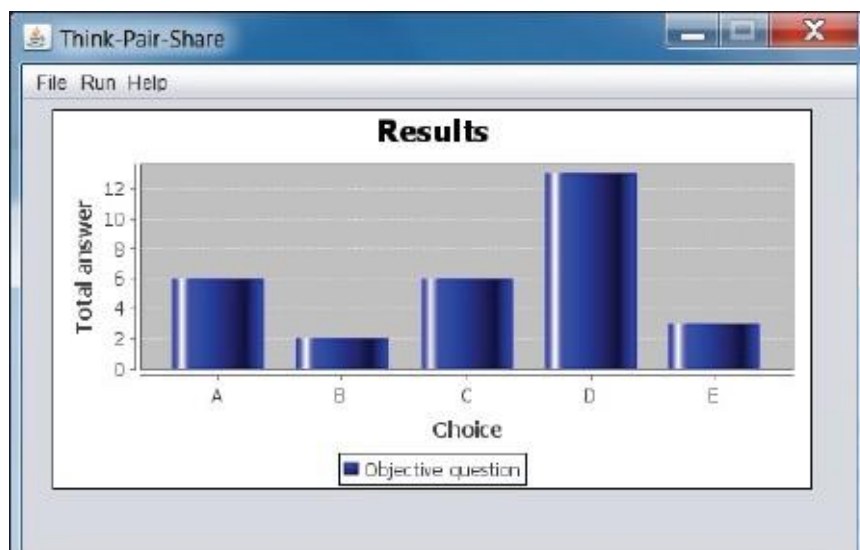 Think-Pair-Share
File Run Help
Results
Total answer
12
10
8
6
4
2
0
A B C D E
Choice
Objective question